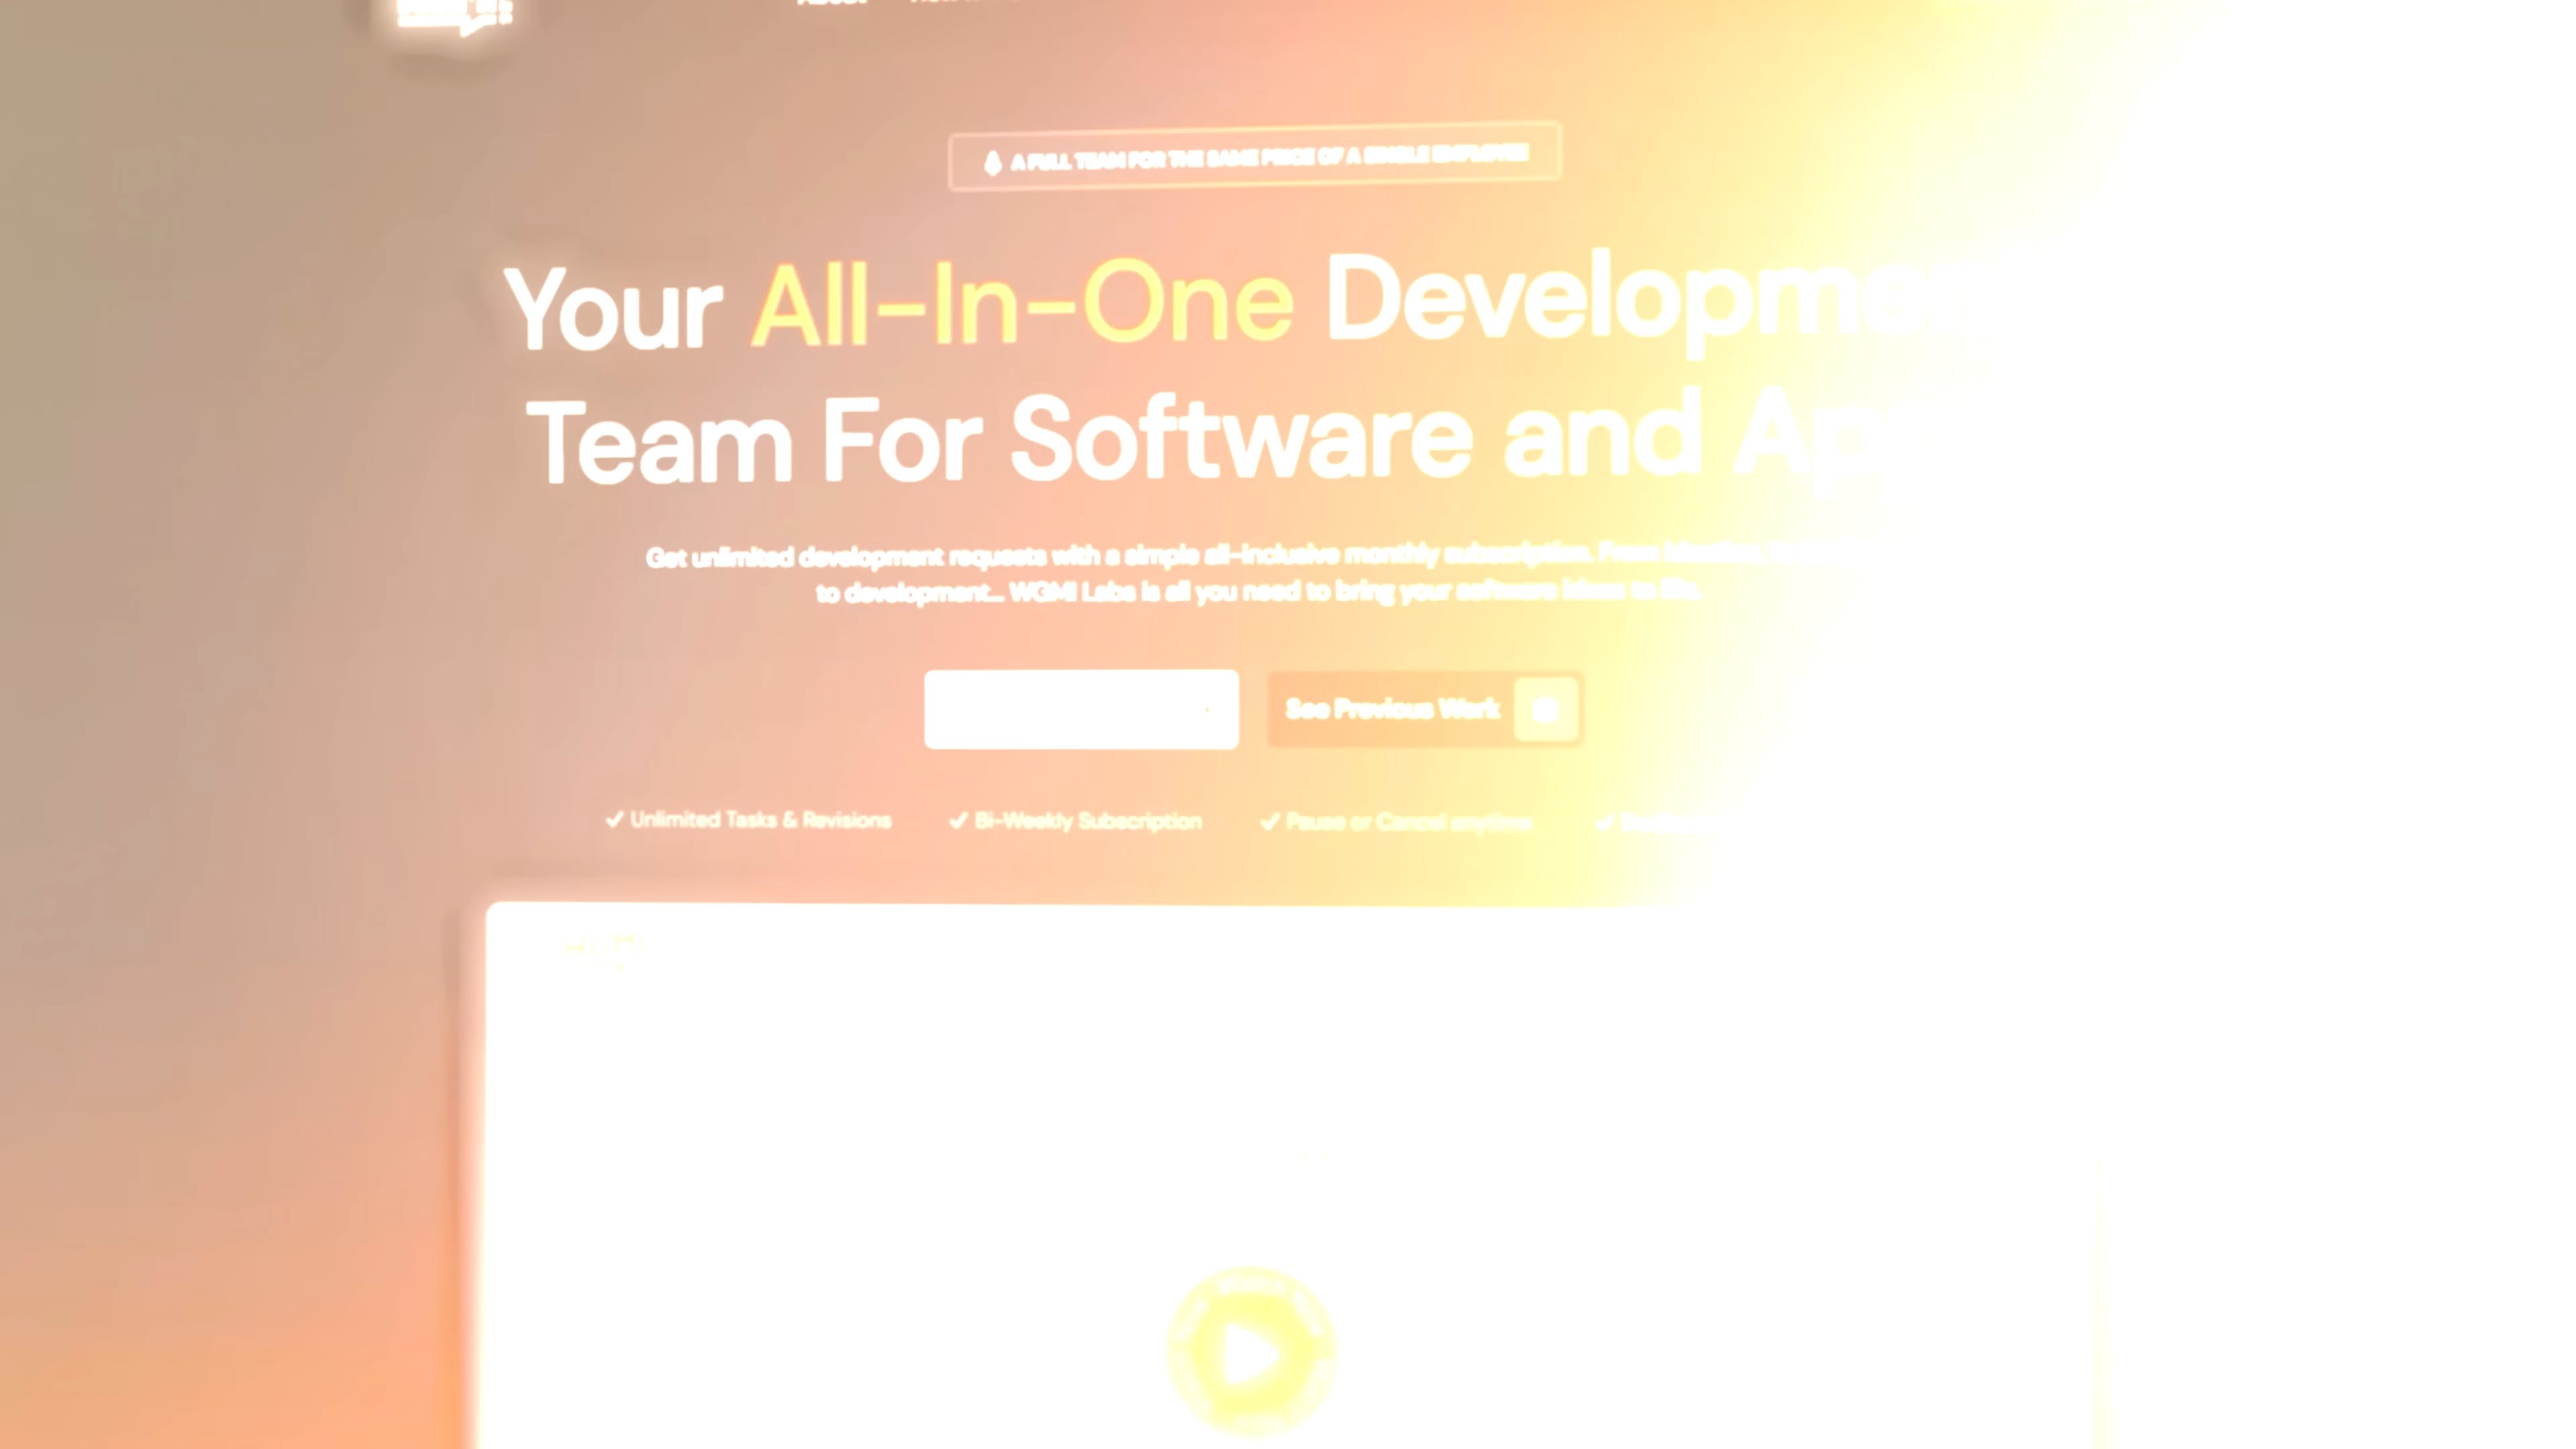 A FULL TEAM FOR THE SAME PRICE OF A SINGLE EMPLOYEE
Your All-In-One
Team For Software and
Get unlimited development requests with a simple all-inclusive monthly subscription. From
to development... WGMI Labs is all you need to bring your software ideas to life.
See Previous Work
✓ Unlimited Tasks & Revisions ✓ Bi-Weekly Subscription ✓ Pause or Cancel anytime ✓